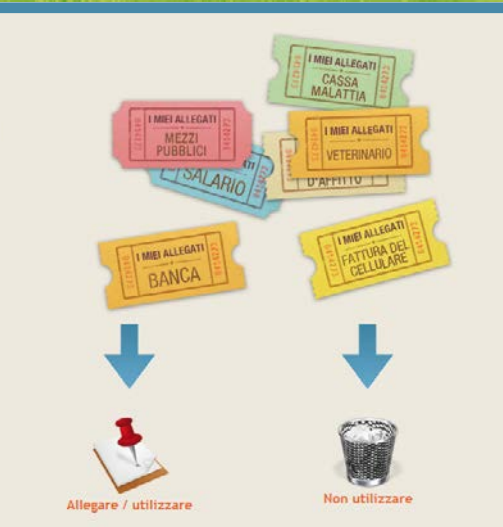 I MIEI ALLEGATI
CASSA
MALATTIA
I MIEI ALLEGATI
MEZZI
PUBBLICI
I MIEI ALLEGATI
VETERINARIO
SALARIO
D'AFFITTO
I MIEI ALLEGATI
BANCA
I MIEI ALLEGATI
FATTURA DEL
CELLULARE
Allegare / utilizzare
Non utilizzare